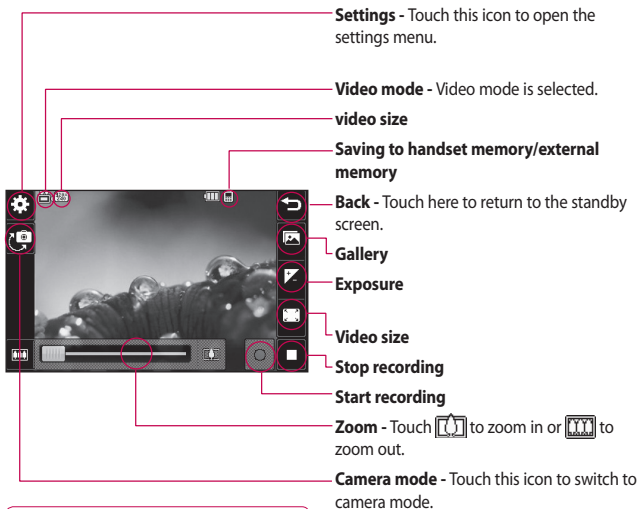 Settings - Touch this icon to open the
settings menu.
Video mode - Video mode is selected.
video size
Saving to handset memory/external
memory
Back - Touch here to return to the standby
screen.
Gallery
Exposure
Video size
Stop recording
Start recording
Zoom - Touch to zoom in or to
zoom out.
Camera mode - Touch this icon to switch to
camera mode.